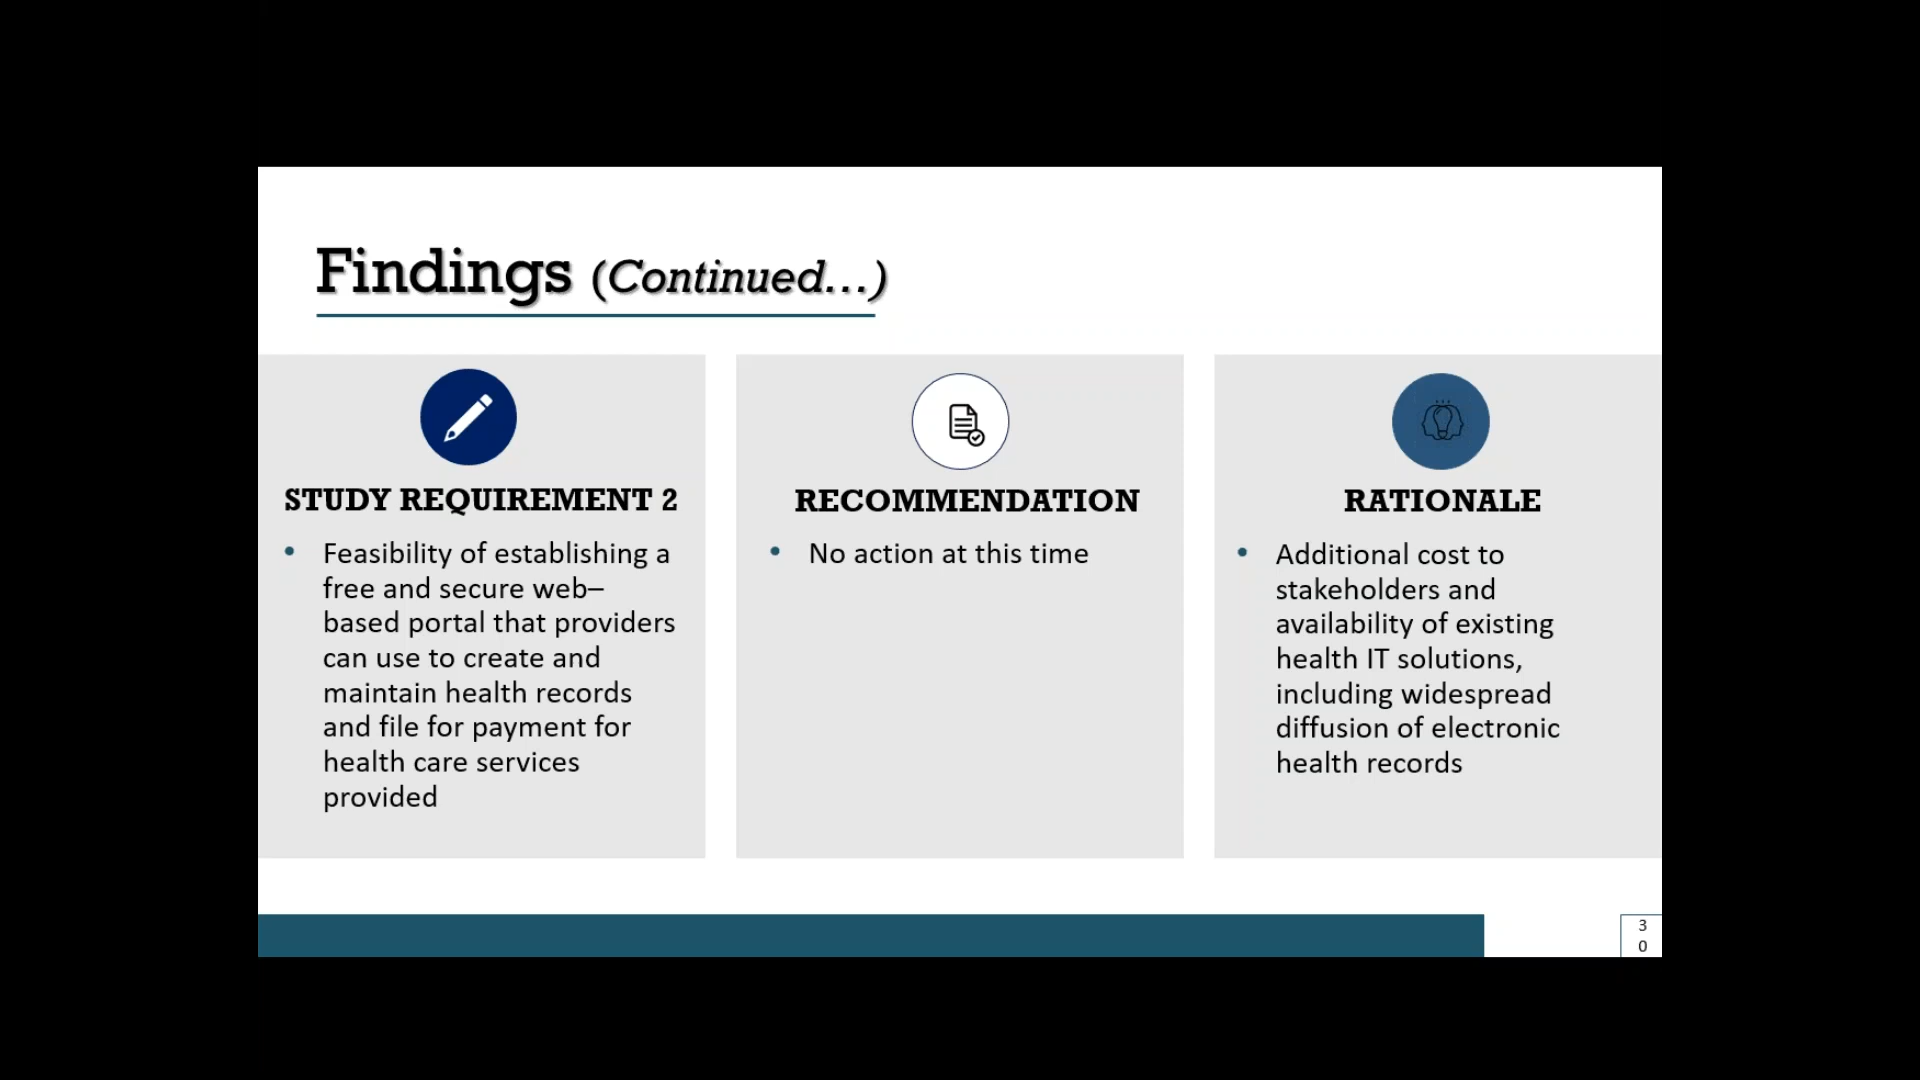 Findings (Continued...)
STUDY REQUIREMENT 2
• Feasibility of establishing a
free and secure web–
based portal that providers
can use to create and
maintain health records
and file for payment for
health care services
provided
RECOMMENDATION
• No action at this time
RATIONALE
• Additional cost to
stakeholders and
availability of existing
health IT solutions,
including widespread
diffusion of electronic
health records
3
0